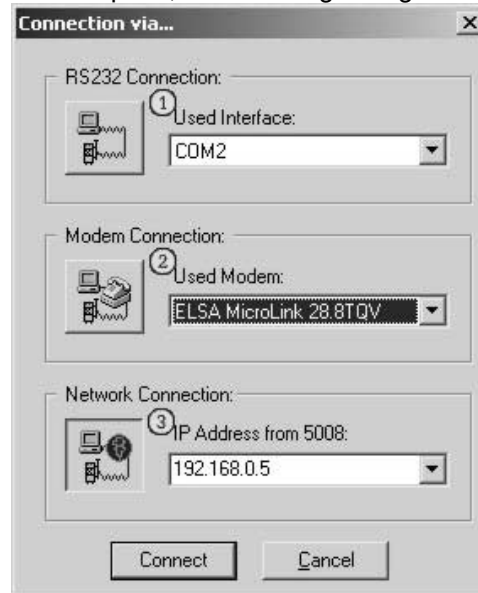 Connection via...
RS232 Connection:
1
Used Interface:
COM2
Modem Connection:
2
Used Modem:
ELSA MicroLink 28.8TQV
Network Connection:
3
IP Address from 5008:
192.168.0.5
Connect
Cancel